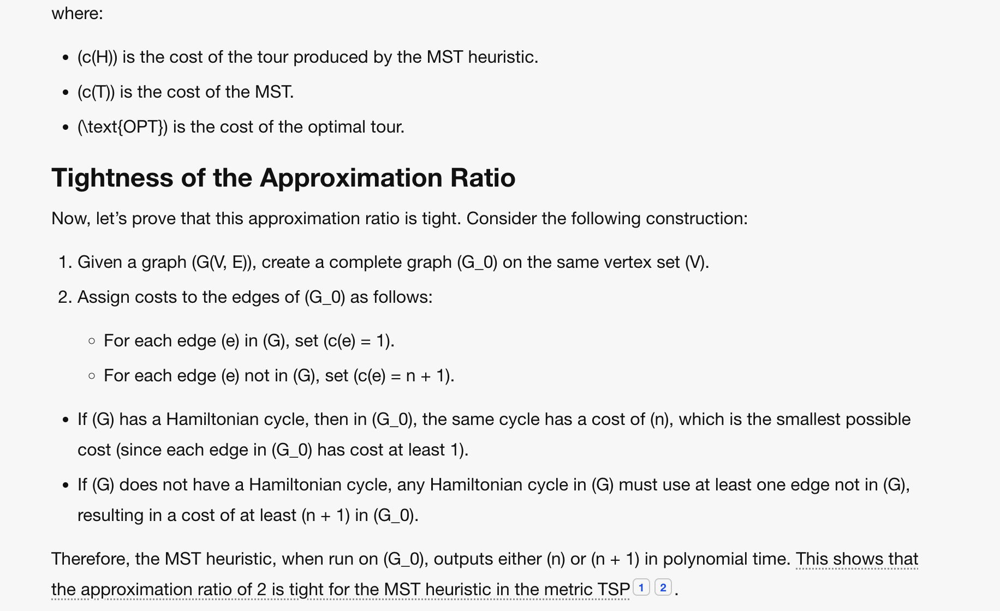 where:
• (c(H)) is the cost of the tour produced by the MST heuristic.
• (c(T)) is the cost of the MST.
• (\text{OPT}) is the cost of the optimal tour.
Tightness of the Approximation Ratio
Now, let’s prove that this approximation ratio is tight. Consider the following construction:
1. Given a graph (G(V, E)), create a complete graph (G_0) on the same vertex set (V).
2. Assign costs to the edges of (G_0) as follows:
○ For each edge (e) in (G), set (c(e) = 1).
○ For each edge (e) not in (G), set (c(e) = n + 1).
• If (G) has a Hamiltonian cycle, then in (G_0), the same cycle has a cost of (n), which is the smallest possible
cost (since each edge in (G_0) has cost at least 1).
• If (G) does not have a Hamiltonian cycle, any Hamiltonian cycle in (G) must use at least one edge not in (G),
resulting in a cost of at least (n + 1) in (G_0).
Therefore, the MST heuristic, when run on (G_0), outputs either (n) or (n + 1) in polynomial time. This shows that
the approximation ratio of 2 is tight for the MST heuristic in the metric TSP 1 2 .